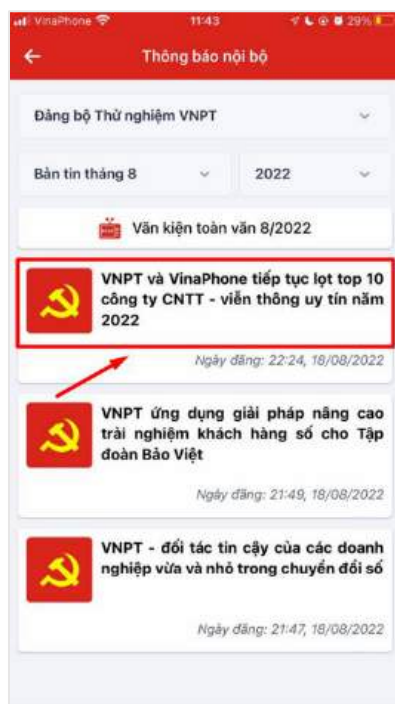 VinaPhone 11:43 29%
Thông báo nội bộ
Đảng bộ Thử nghiệm VNPT
Bản tin tháng 8 2022
Văn kiện toàn văn 8/2022
VNPT và VinaPhone tiếp tục lọt top 10
công ty CNTT - viễn thông uy tín năm
2022
Ngày đăng: 22:24, 18/08/2022
VNPT ứng dụng giải pháp nâng cao
trải nghiệm khách hàng số cho Tập
đoàn Bảo Việt
Ngày đăng: 21:49, 18/08/2022
VNPT - đối tác tin cậy của các doanh
nghiệp vừa và nhỏ trong chuyển đổi số
Ngày đăng: 21:47, 18/08/2022